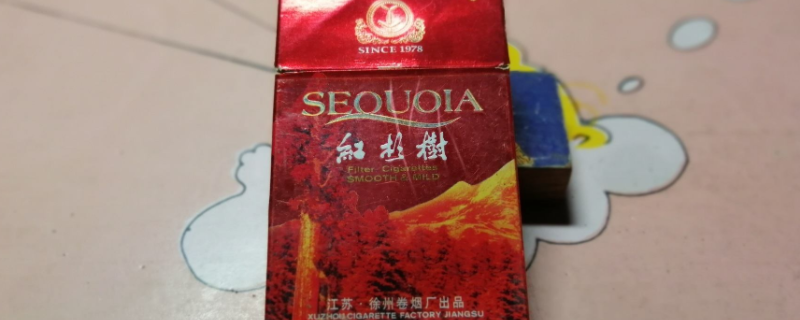 SINCE 1978
SEQUOIA
紅杉樹
Filter Cigarettes
SMOOTH & MILD
江苏·徐州卷烟厂出品
XUZHOU CIGARETTE FACTORY JIANGSU